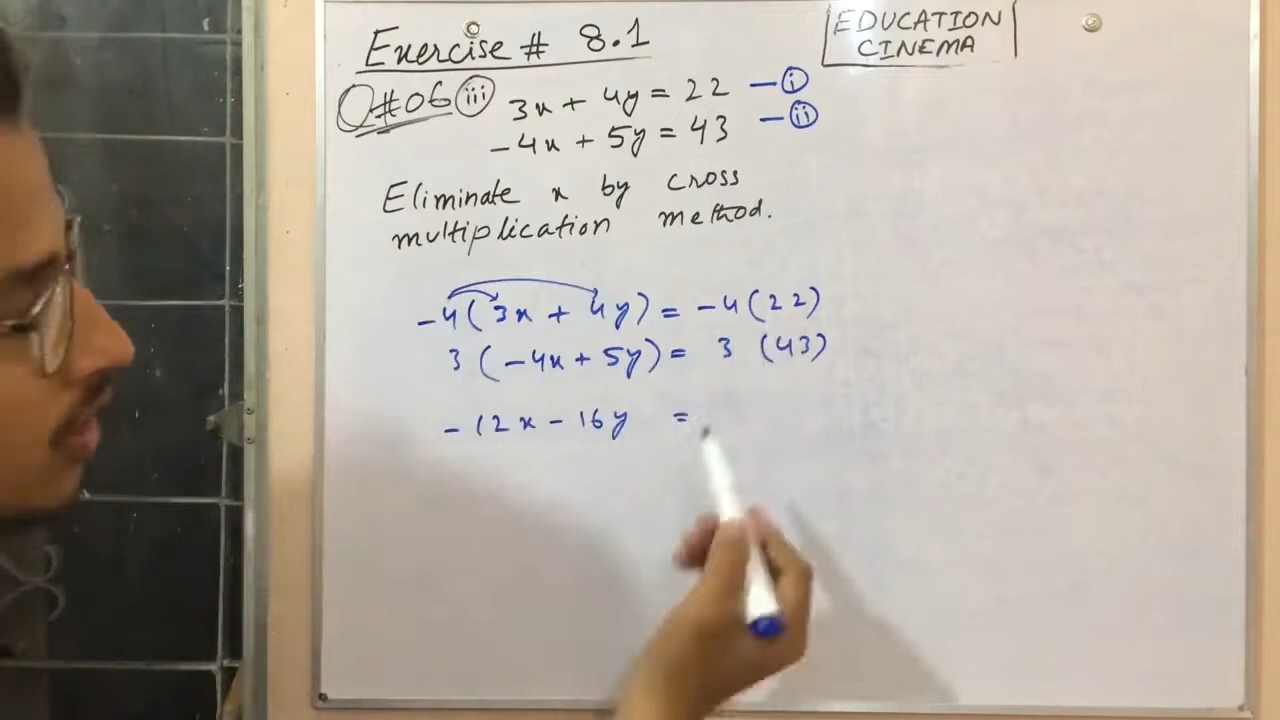 Exercise # 8.1
EDUCATION
CINEMA
Q#06 (iii) 3x + 4y = 22 — (i)
-4x + 5y = 43 — (ii)
Eliminate x by cross
multiplication method.
-4(3x + 4y) = -4(22)
3(-4x + 5y) = 3 (43)
-12x - 16y =